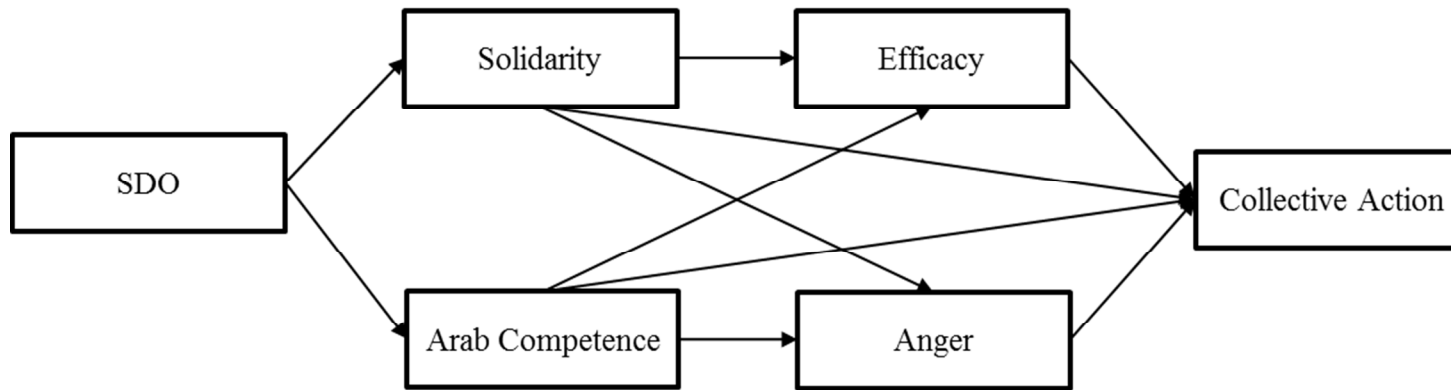 Solidarity
Efficacy
SDO
Collective Action
Arab Competence
Anger